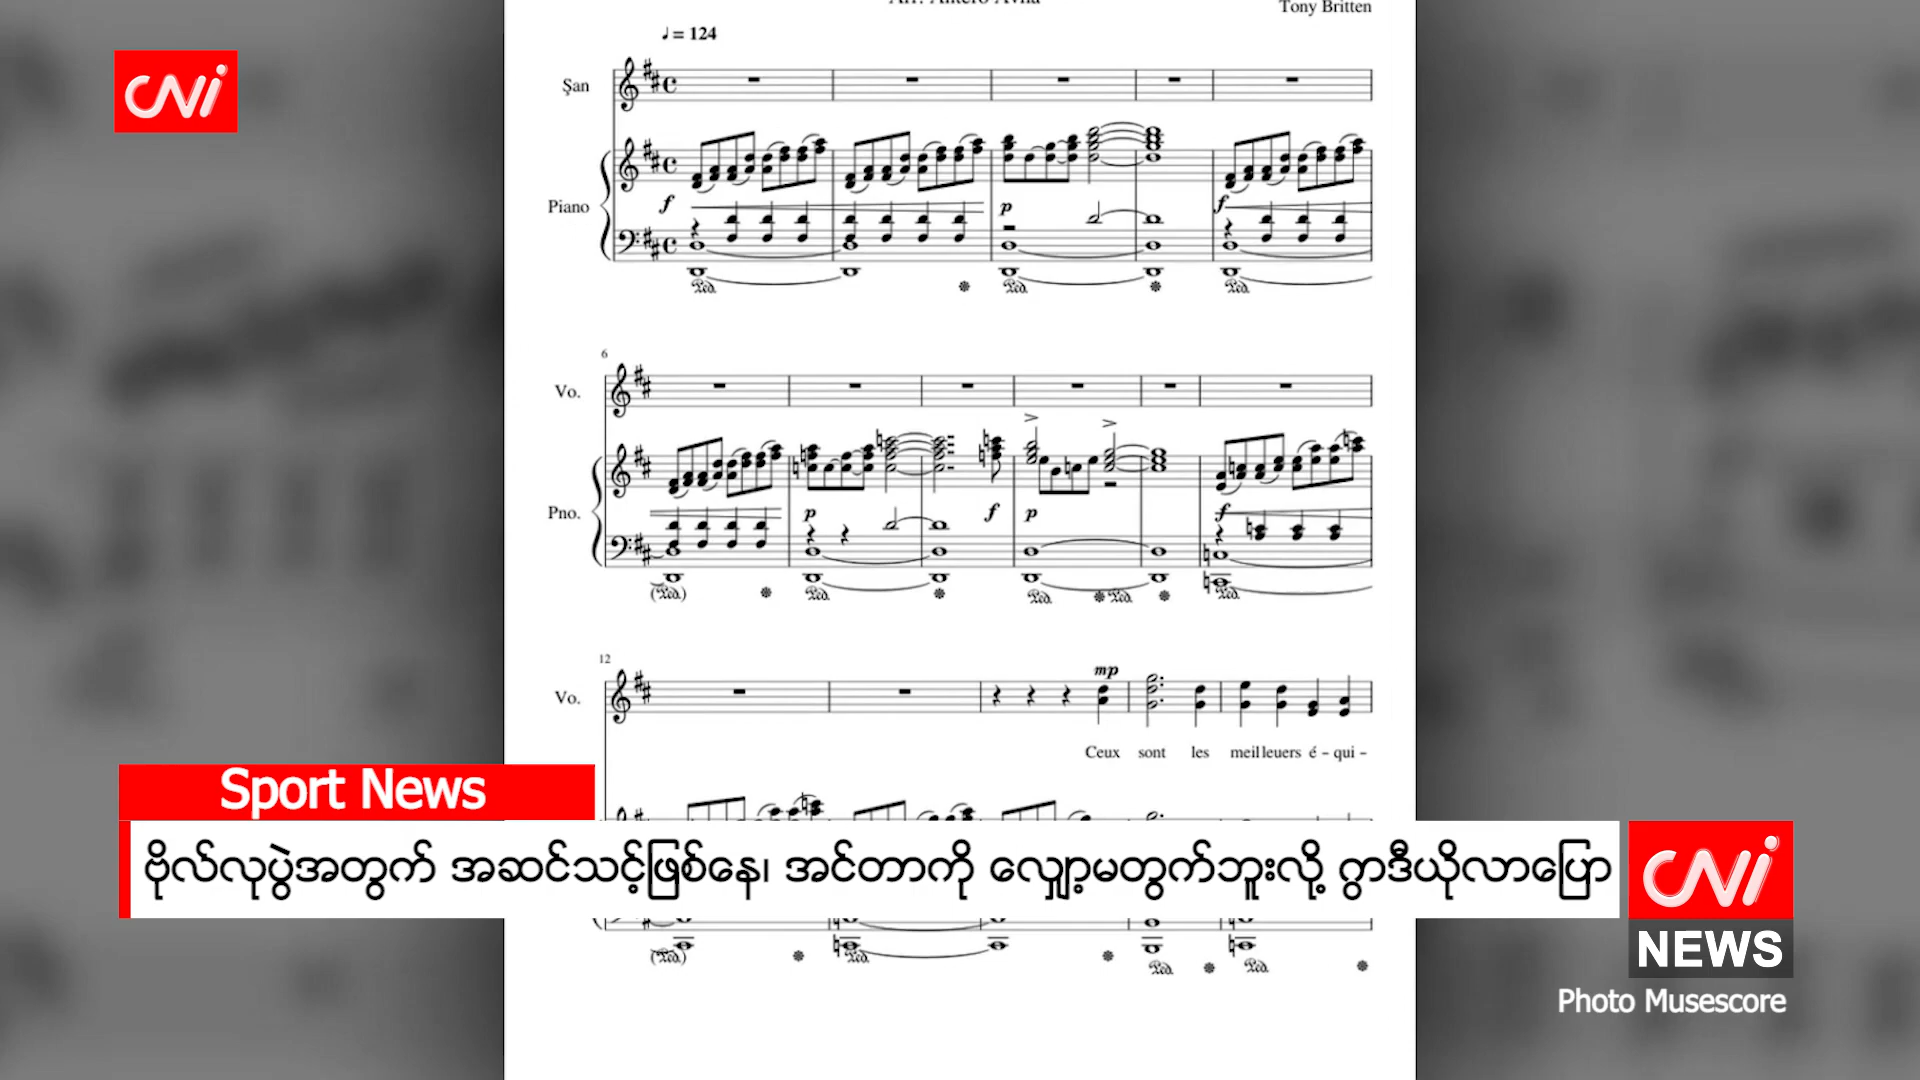 Tony Britten
♩ = 124
CNi
Şan
Piano
f
p
f
6
Vo.
Pno.
p
f
p
f
12
Vo.
mp
Ceux sont les meilleuers é - qui -
Sport News
ဗိုလ်လုပွဲအတွက် အဆင်သင့်ဖြစ်နေ၊ အင်တာကို လျှော့မတွက်ဘူးလို့ ဂွာဒီယိုလာပြော
CNi
NEWS
Photo Musescore